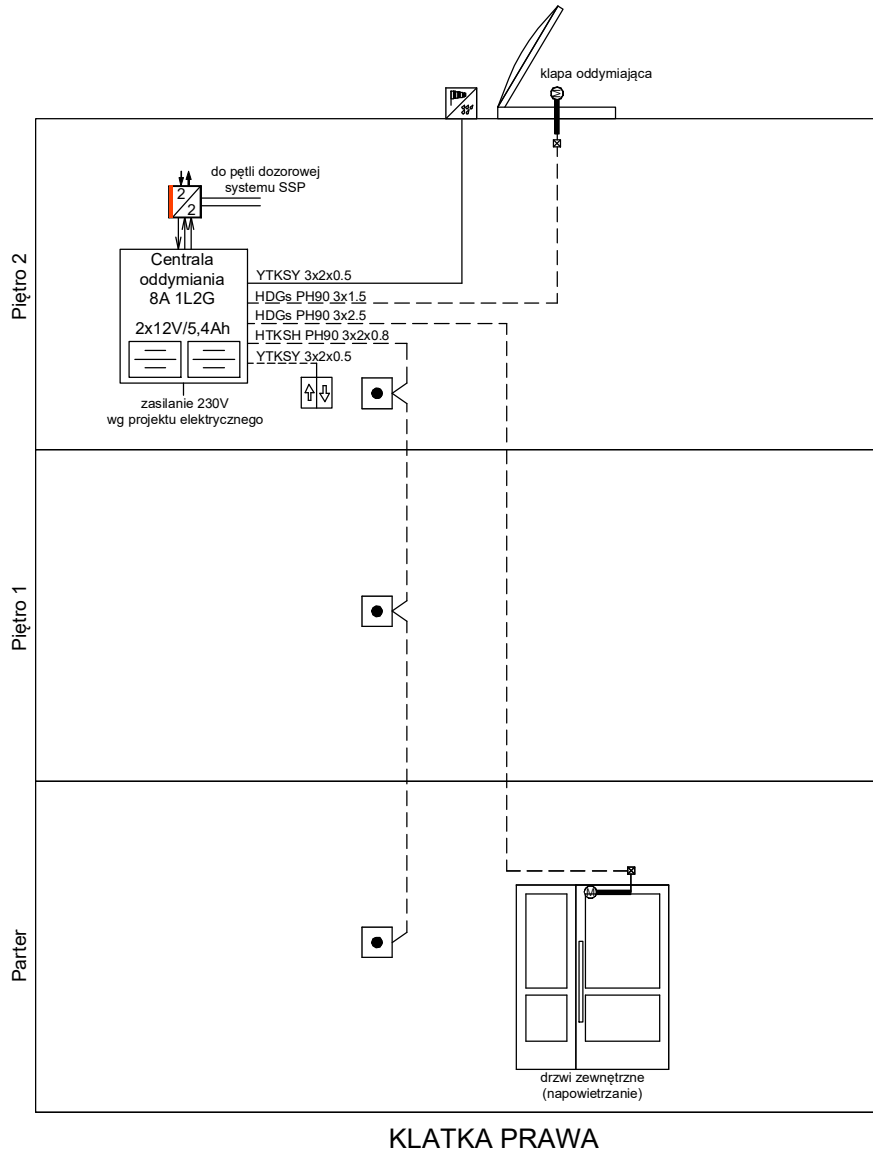 klapa oddymiająca
do pętli dozorowej
systemu SSP
2
2
Piętro 2
Centrala
oddymiania
8A 1L2G
2x12V/5,4Ah
YTKSY 3x2x0.5
HDGs PH90 3x1.5
HDGs PH90 3x2.5
HTKSH PH90 3x2x0.8
YTKSY 3x2x0.5
zasilanie 230V
wg projektu elektrycznego
Piętro 1
Parter
M
M
drzwi zewnętrzne
(napowietrzanie)
KLATKA PRAWA